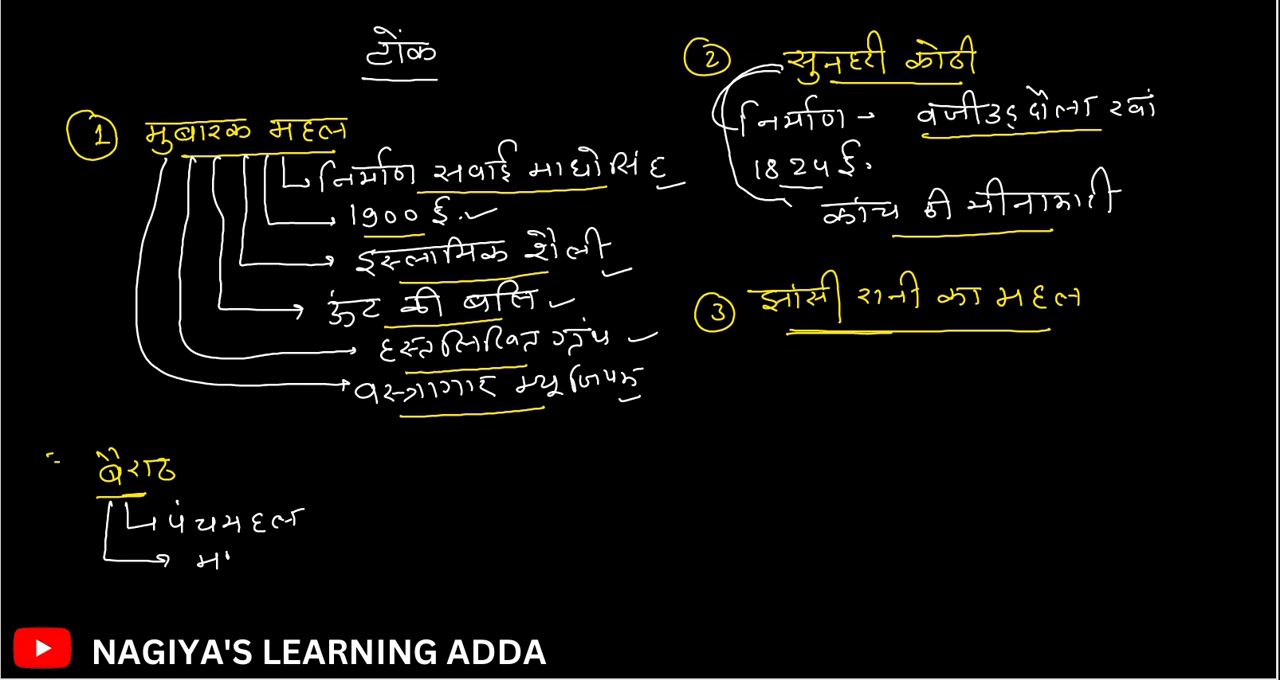 टोंक
① मुबारक महल
निर्माण सवाई माधोसिंह
1900 ई.
इस्लामिक शैली
ऊंट की बलि
हस्तलिखित ग्रंथ
वस्त्रागार म्यूजियम
② सुनहरी कोठी
निर्माण - वजीउद्दौला खां
1824 ई.
कांच की मीनाकारी
③ झांसी रानी का महल
बैराठ
पंचमहल
NAGIYA'S LEARNING ADDA